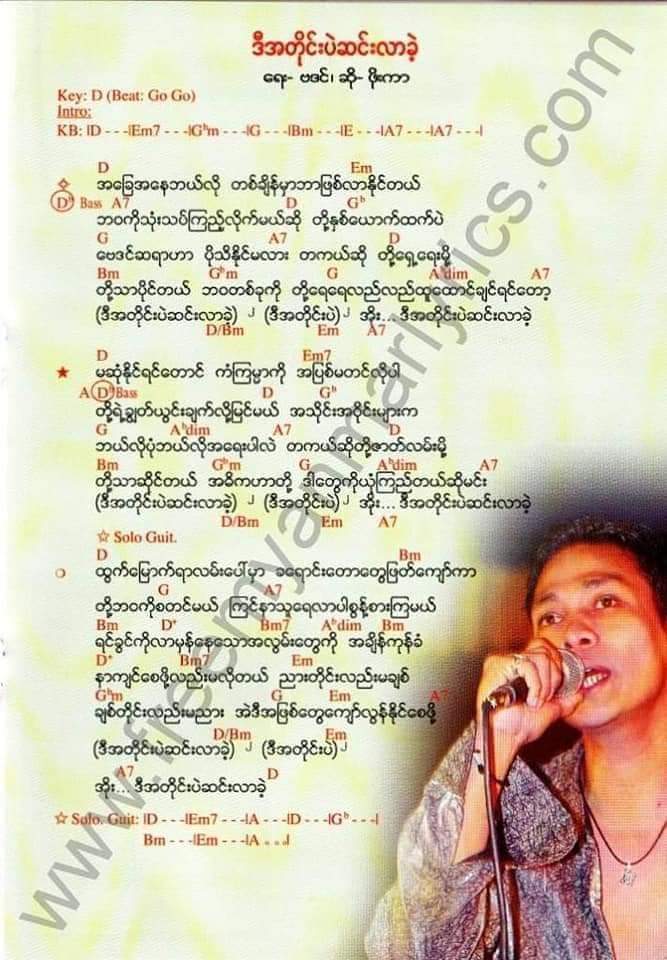 ဒီအတိုင်းပဲဆင်းလာခဲ့
ရေး- ဗဒင်၊ ဆို- ဖိုးကာ
Key: D (Beat: Go Go)
Intro:
KB: |D - - -|Em7 - - -|G♭m - - -|G - - -|Bm - - -|E - - -|A7 - - -|A7 - - -|
D Em
အခြေအနေဘယ်လို တစ်ချိန်မှာဘာဖြစ်လာနိုင်တယ်
D♭ Bass A7 D G♭
ဘဝကိုသုံးသပ်ကြည့်လိုက်မယ်ဆို တို့နှစ်ယောက်ထက်ပဲ
G A7 D
ဗေဒင်ဆရာဟာ ပိုသိနိုင်မလား တကယ်ဆို တို့ရှေ့ရေးမို့
Bm G♭m G A♭dim A7
တို့သာပိုင်တယ် ဘဝတစ်ခုကို တို့ရေရေလည်လည်ထူထောင်ချင်ရင်တော့
(ဒီအတိုင်းပဲဆင်းလာခဲ့) ၂ (ဒီအတိုင်းပဲ) ၂ အိုး... ဒီအတိုင်းပဲဆင်းလာခဲ့
D/Bm Em A7
D Em7
★ မဆုံနိုင်ရင်တောင် ကံကြမ္မာကို အပြစ်မတင်လိုပါ
A D♭ Bass D G♭
တို့ရဲ့ချွတ်ယွင်းချက်လို့မြင်မယ် အသိုင်းအဝိုင်းများက
G A♭dim A7 D
ဘယ်လိုပုံဘယ်လိုအရေးပါလဲ တကယ်ဆိုတို့ဇာတ်လမ်းမို့
Bm G♭m G A♭dim A7
တို့သာဆိုင်တယ် အဓိကဟာတို့ ဒါတွေကိုယုံကြည်တယ်ဆိုမင်း
(ဒီအတိုင်းပဲဆင်းလာခဲ့) ၂ (ဒီအတိုင်းပဲ) ၂ အိုး... ဒီအတိုင်းပဲဆင်းလာခဲ့
D/Bm Em A7
☆ Solo Guit.
D Bm
○ ထွက်မြောက်ရာလမ်းပေါ်မှာ ခရောင်းတောတွေဖြတ်ကျော်ကာ
G A7
တို့ဘဝကိုစတင်မယ် ကြင်နာသူရေလာပါစွန့်စားကြမယ်
Bm D⁺ Bm7 A♭dim Bm
ရင်ခွင်ကိုလာမှန်နေသောအလွမ်းတွေကို အချိန်ကုန်ခံ
D⁺ Bm7 Em
နာကျင်စေဖို့လည်းမလိုတယ် ညားတိုင်းလည်းမချစ်
G♭m G Em A7
ချစ်တိုင်းလည်းမညား အဲဒီအဖြစ်တွေကျော်လွန်နိုင်စေဖို့
D/Bm Em
(ဒီအတိုင်းပဲဆင်းလာခဲ့) ၂ (ဒီအတိုင်းပဲ) ၂
A7 D
အိုး... ဒီအတိုင်းပဲဆင်းလာခဲ့
☆ Solo. Guit: |D - - -|Em7 - - -|A - - -|D - - -|G♭ - - -|
Bm - - -|Em - - -|A 。。。|
www.freemyanmarlyrics.com